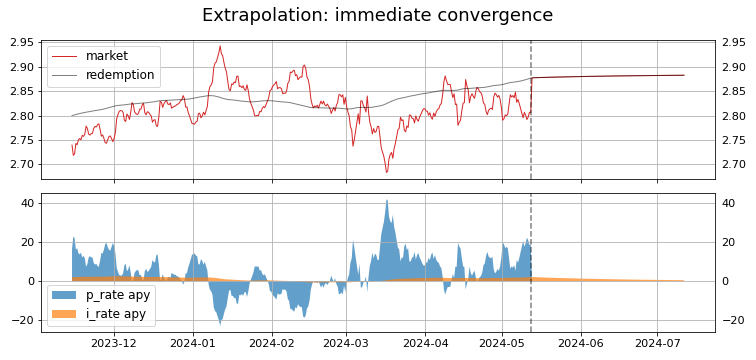 Extrapolation: immediate convergence
2.95 2.95
market
2.90 2.90
redemption
2.85 2.85
2.80 2.80
2.75 2.75
2.70 2.70
40 40
20 20
0 0
p_rate apy
−20 −20
i_rate apy
2023-12 2024-01 2024-02 2024-03 2024-04 2024-05 2024-06 2024-07